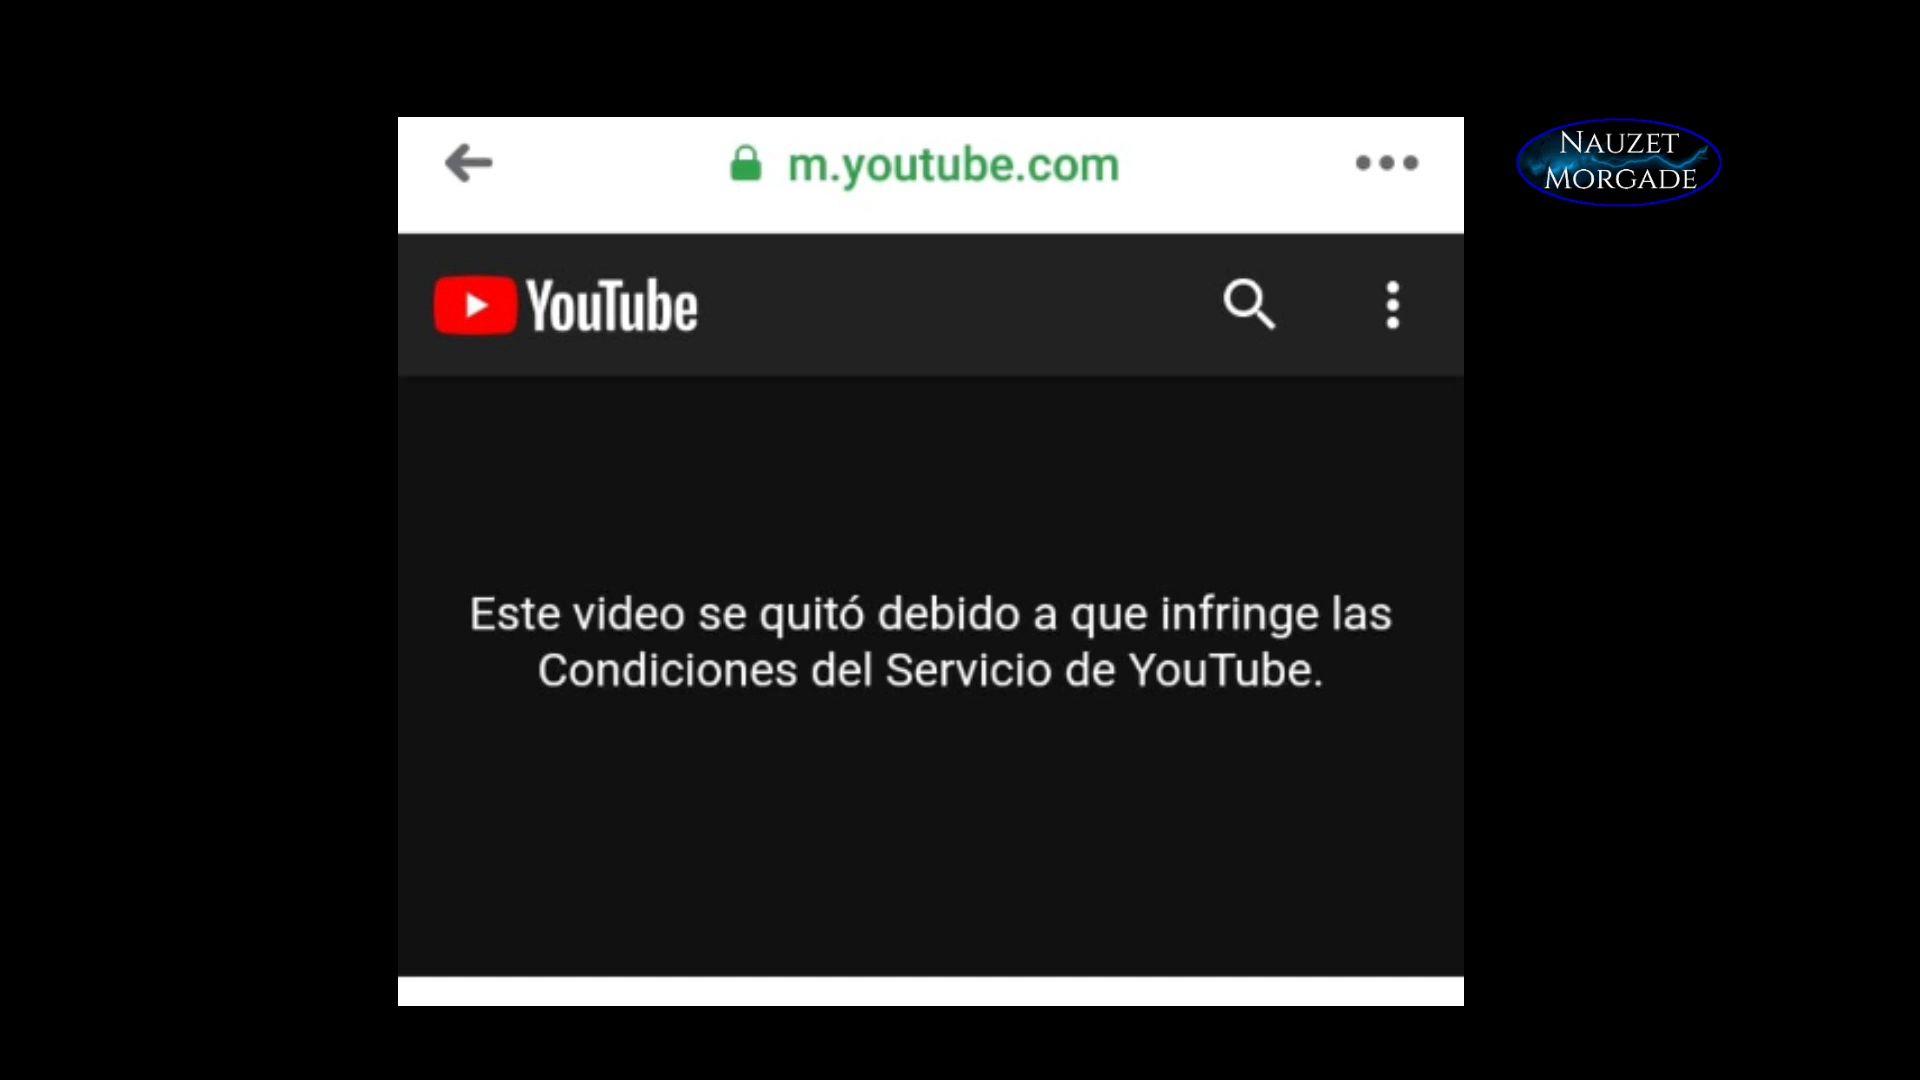 m.youtube.com
NAUZET
MORGADE
YouTube
Este video se quitó debido a que infringe las
Condiciones del Servicio de YouTube.